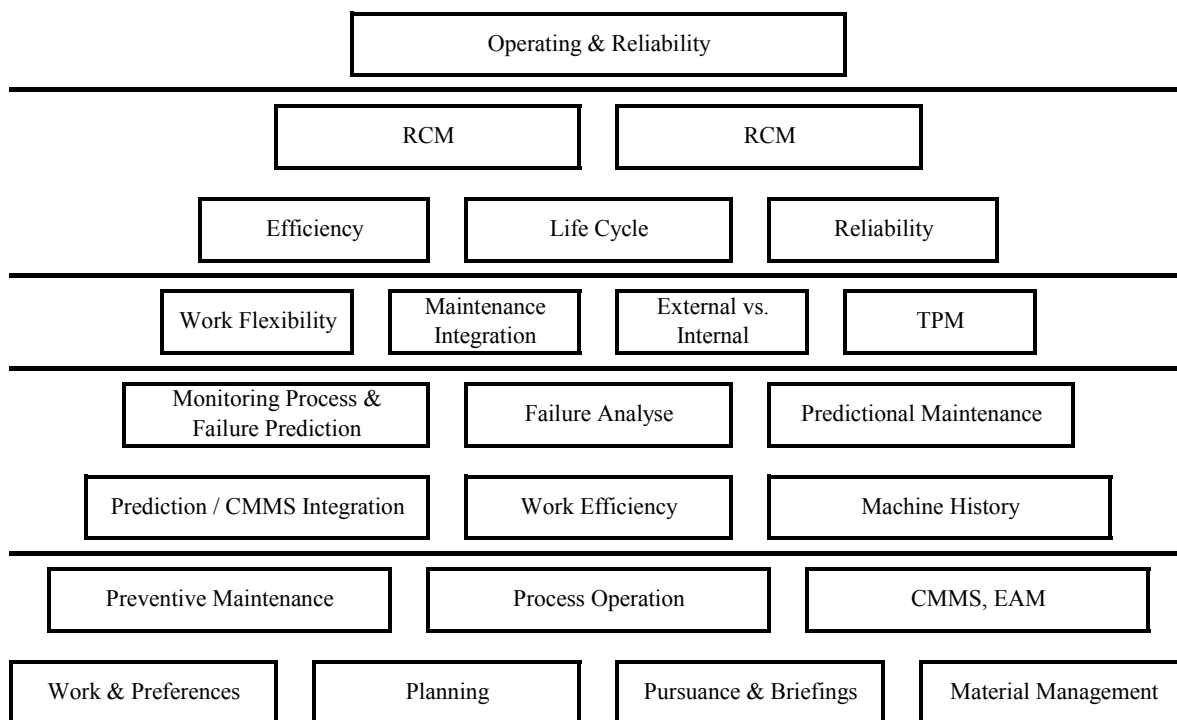 Operating & Reliability
RCM
RCM
Efficiency
Life Cycle
Reliability
Work Flexibility
Maintenance
Integration
External vs.
Internal
TPM
Monitoring Process &
Failure Prediction
Failure Analyse
Predictional Maintenance
Prediction / CMMS Integration
Work Efficiency
Machine History
Preventive Maintenance
Process Operation
CMMS, EAM
Work & Preferences
Planning
Pursuance & Briefings
Material Management